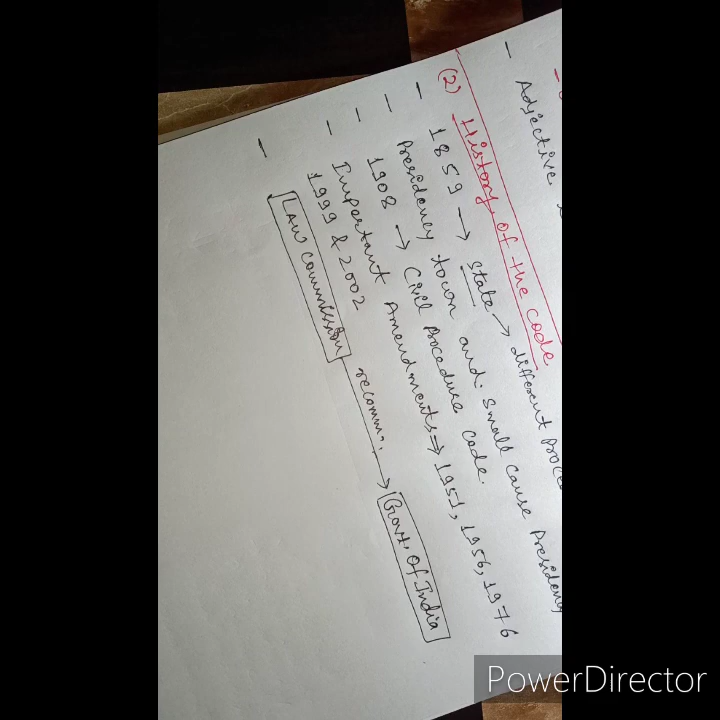 Adjective
(2) History of the code
- 1859 → state → different
Presidency town and small cause Presidency
- 1908 → Civil Procedure Code.
- Important Amendments ⇒ 1951, 1956, 1976
1999 & 2002
- Law Commission recomm. → Govt. of India
PowerDirector